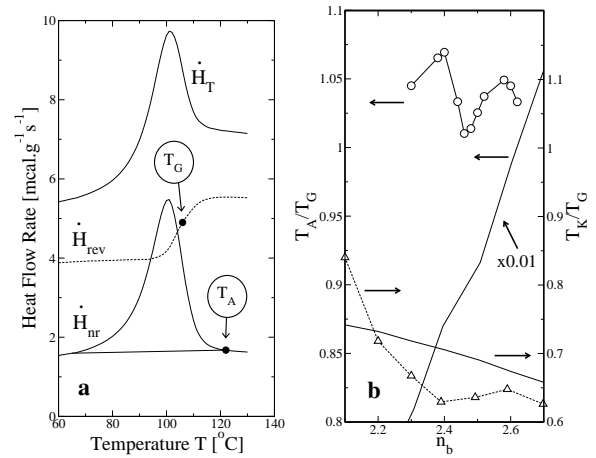 10
8
6
4
2
0
60
80
100
120
140
Heat Flow Rate [mcal.g⁻¹ s⁻¹]
Temperature T [°C]
Ḣ_T
T_G
Ḣ_rev
T_A
Ḣ_nr
a
1.05
1
0.95
0.9
0.85
0.8
T_A/T_G
2.2
2.4
2.6
n_b
1.1
1
0.9
0.8
0.7
0.6
T_K/T_G
x0.01
b